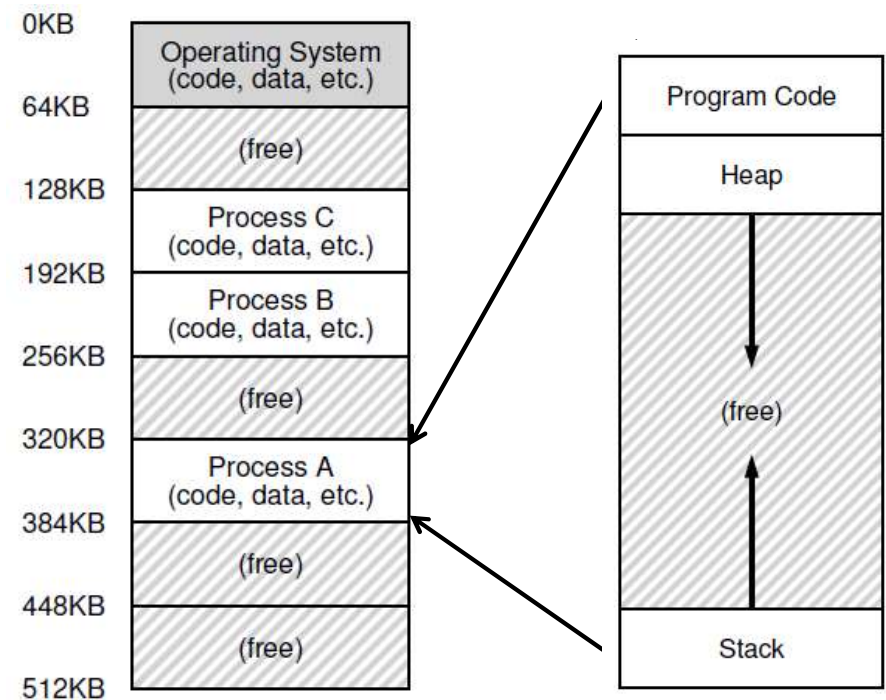 0KB
Operating System
(code, data, etc.)
64KB
(free)
128KB
Process C
(code, data, etc.)
192KB
Process B
(code, data, etc.)
256KB
(free)
320KB
Process A
(code, data, etc.)
384KB
(free)
448KB
(free)
512KB
Program Code
Heap
(free)
Stack